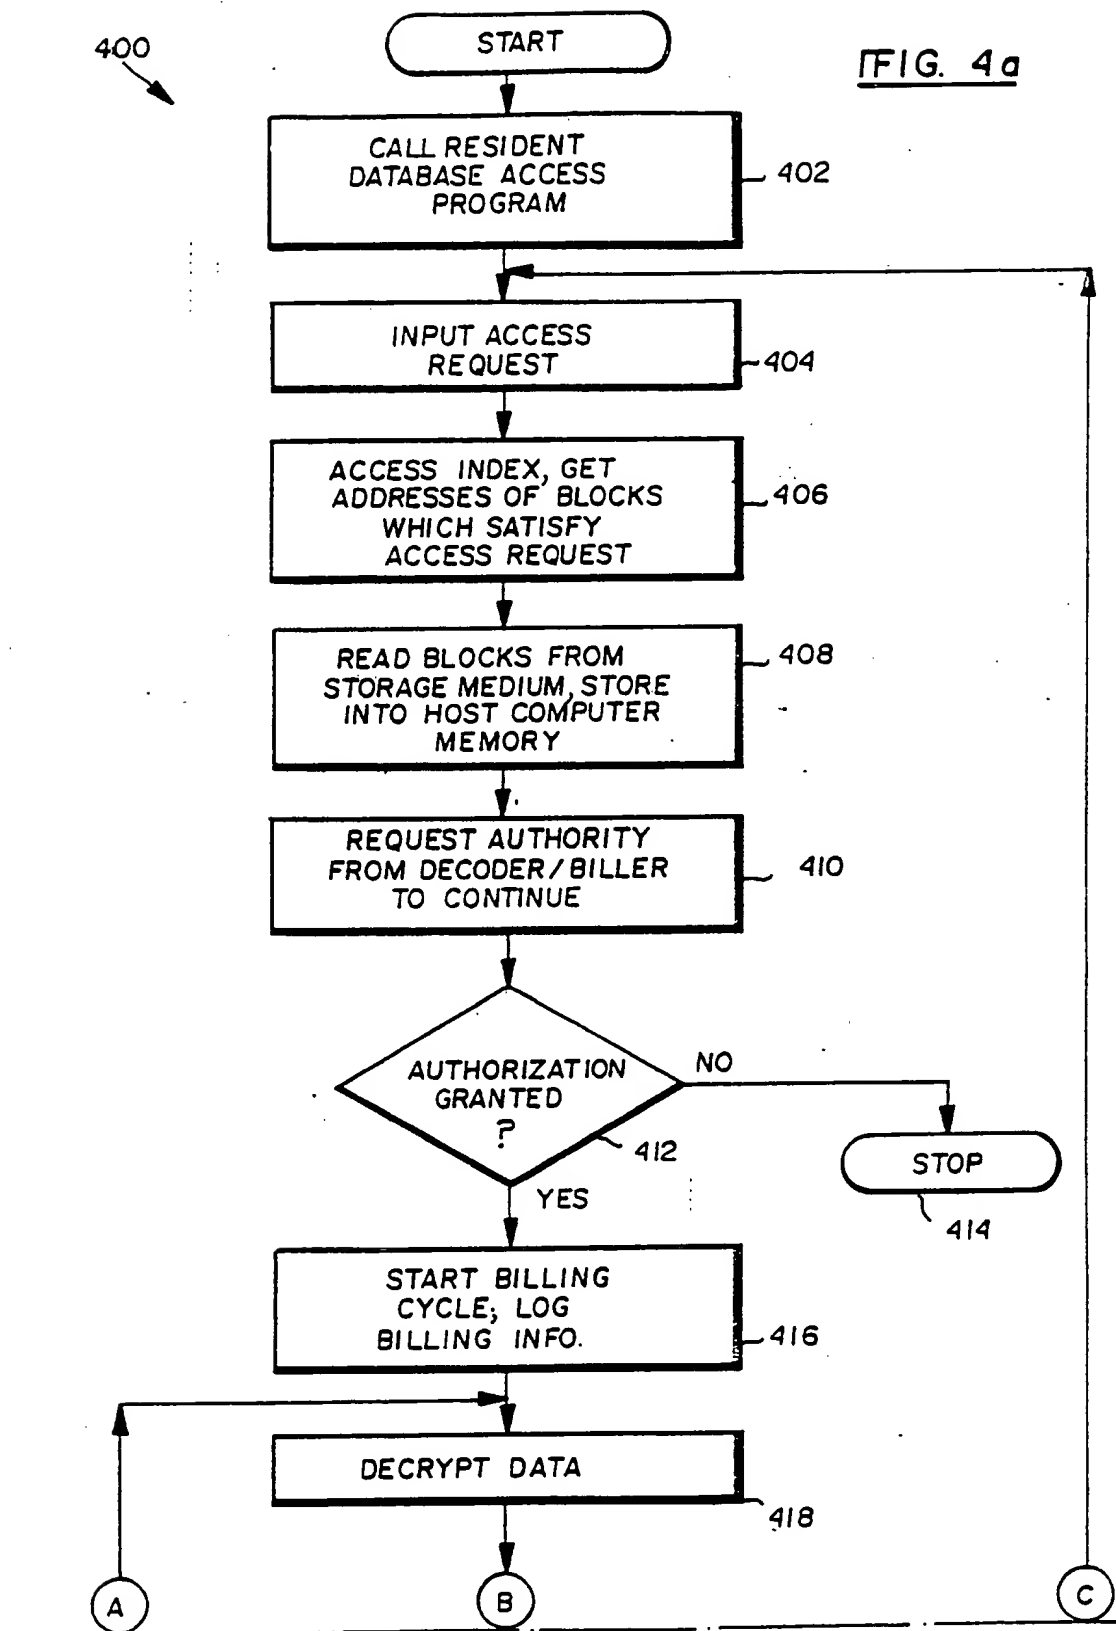 400
START
FIG. 4a
CALL RESIDENT
DATABASE ACCESS
PROGRAM
402
INPUT ACCESS
REQUEST
404
ACCESS INDEX, GET
ADDRESSES OF BLOCKS
WHICH SATISFY
ACCESS REQUEST
406
READ BLOCKS FROM
STORAGE MEDIUM, STORE
INTO HOST COMPUTER
MEMORY
408
REQUEST AUTHORITY
FROM DECODER/BILLER
TO CONTINUE
410
AUTHORIZATION
GRANTED
?
412
NO
STOP
414
YES
START BILLING
CYCLE; LOG
BILLING INFO.
416
DECRYPT DATA
418
A
B
C